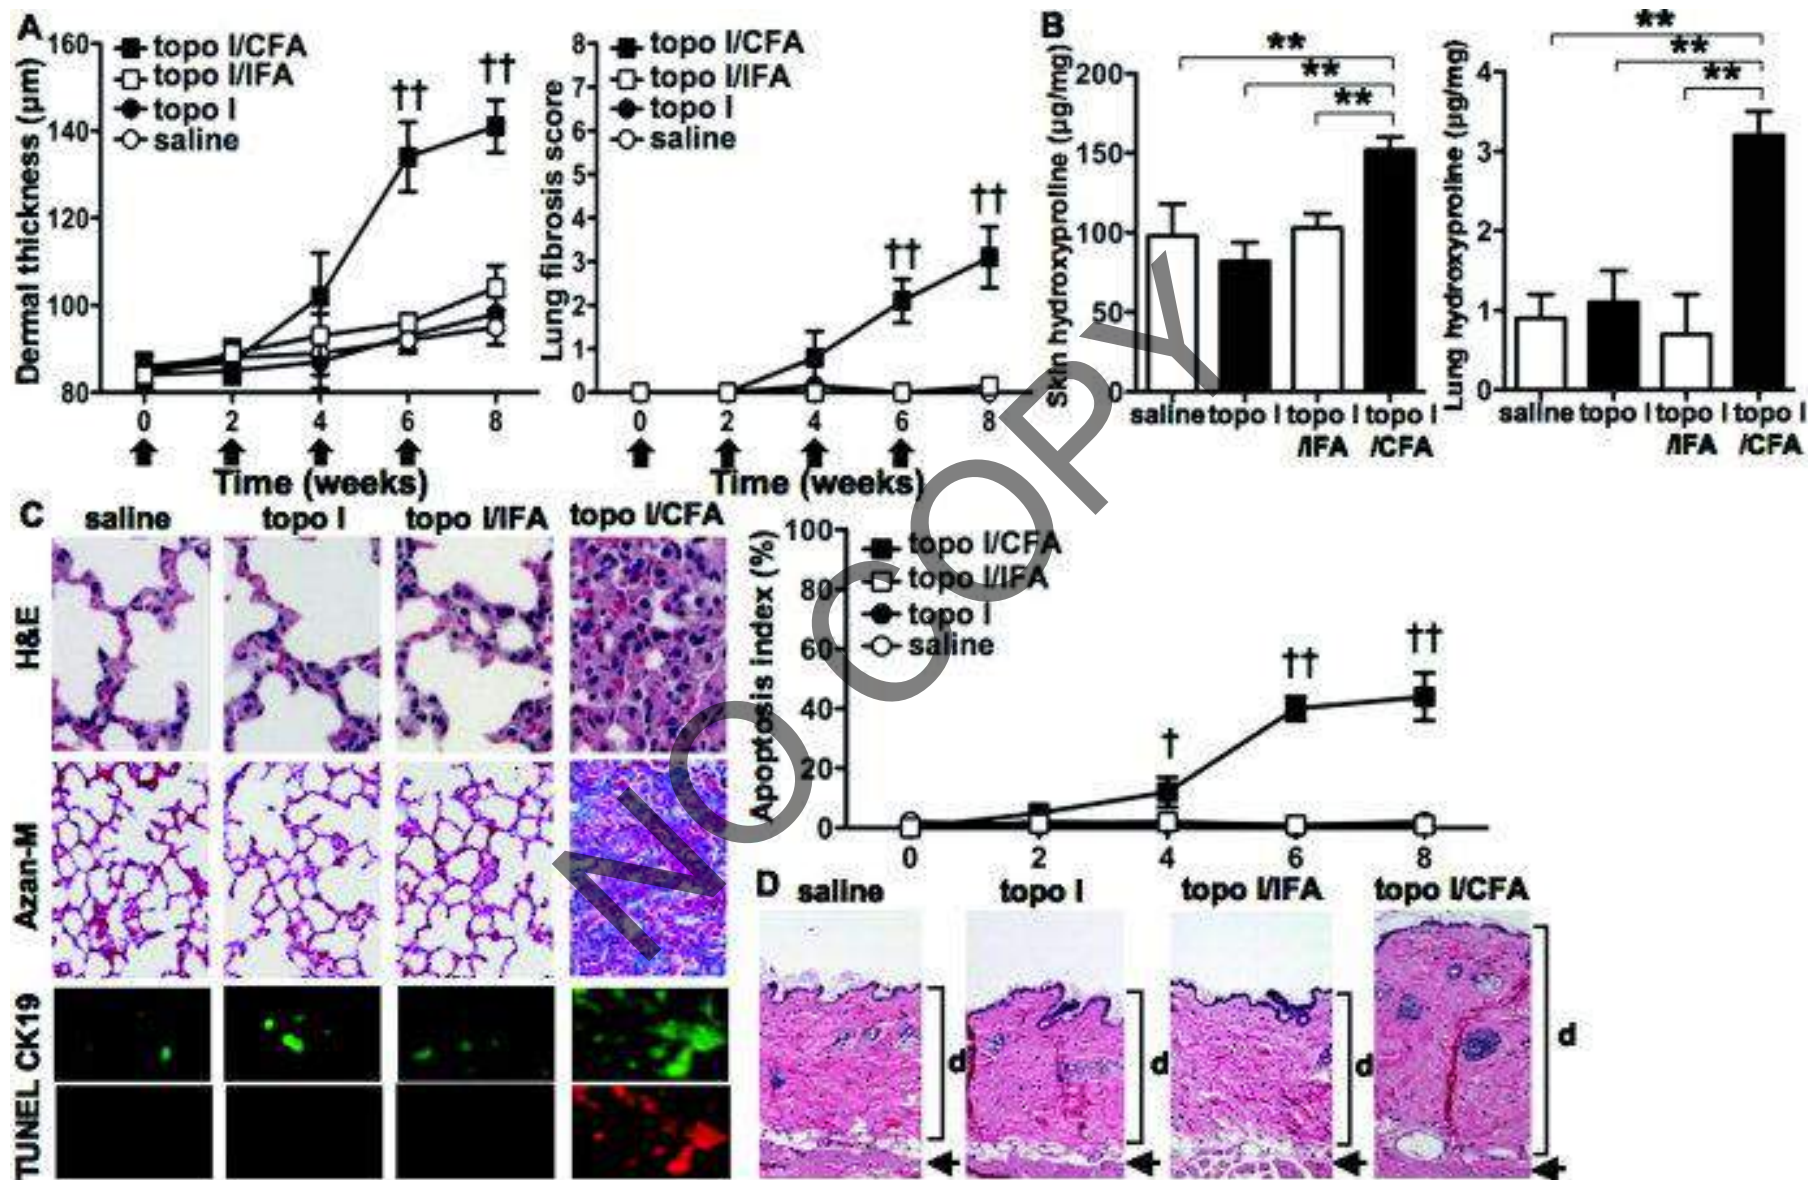 A
160
140
120
100
80
Dermal thickness (μm)
topo I/CFA
topo I/IFA
topo I
saline
††
††
0 2 4 6 8
Time (weeks)
8
7
6
5
4
3
2
1
0
Lung fibrosis score
topo I/CFA
topo I/IFA
topo I
saline
††
††
0 2 4 6 8
Time (weeks)
B
Skin hydroxyproline (μg/mg)
200
150
100
50
0
**
**
**
saline topo I topo I topo I
/IFA /CFA
Lung hydroxyproline (μg/mg)
4
3
2
1
0
**
**
**
saline topo I topo I topo I
/IFA /CFA
C
saline topo I topo I/IFA topo I/CFA
H&E
Azan-M
CK19
TUNEL
Apoptosis index (%)
100
80
60
40
20
0
topo I/CFA
topo I/IFA
topo I
saline
†
††
††
0 2 4 6 8
D
saline topo I topo I/IFA topo I/CFA
d d d d
NO COPY